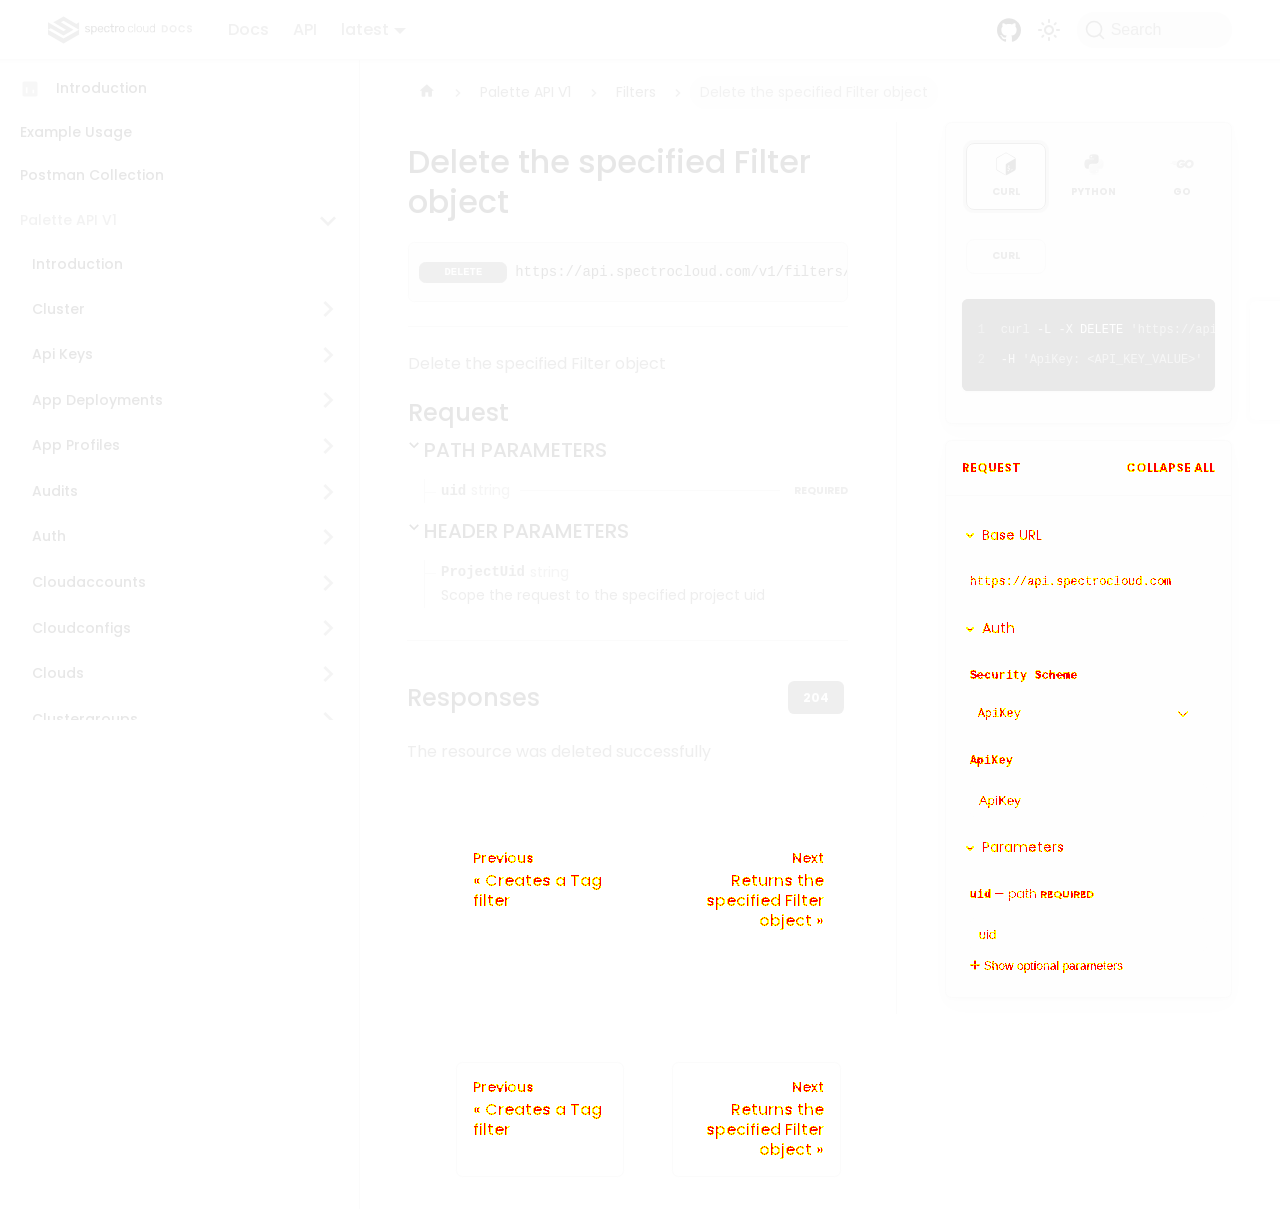 spectro cloud DOCS
Docs
API
latest
Search
Introduction
Example Usage
Postman Collection
Palette API V1
Introduction
Cluster
Api Keys
App Deployments
App Profiles
Audits
Auth
Cloudaccounts
Cloudconfigs
Clouds
Clustergroups
Palette API V1
Filters
Delete the specified Filter object
Delete the specified Filter
object
DELETE https://api.spectrocloud.com/v1/filters/
Delete the specified Filter object
Request
PATH PARAMETERS
uid string REQUIRED
HEADER PARAMETERS
ProjectUid string
Scope the request to the specified project uid
Responses
204
The resource was deleted successfully
Previous
« Creates a Tag
filter
Next
Returns the
specified Filter
object »
Previous
« Creates a Tag
filter
Next
Returns the
specified Filter
object »
CURL
PYTHON
GO
CURL
1 curl -L -X DELETE 'https://api
2 -H 'ApiKey: <API_KEY_VALUE>'
REQUEST
COLLAPSE ALL
Base URL
https://api.spectrocloud.com
Auth
Security Scheme
ApiKey
ApiKey
ApiKey
Parameters
uid — path REQUIRED
uid
Show optional parameters